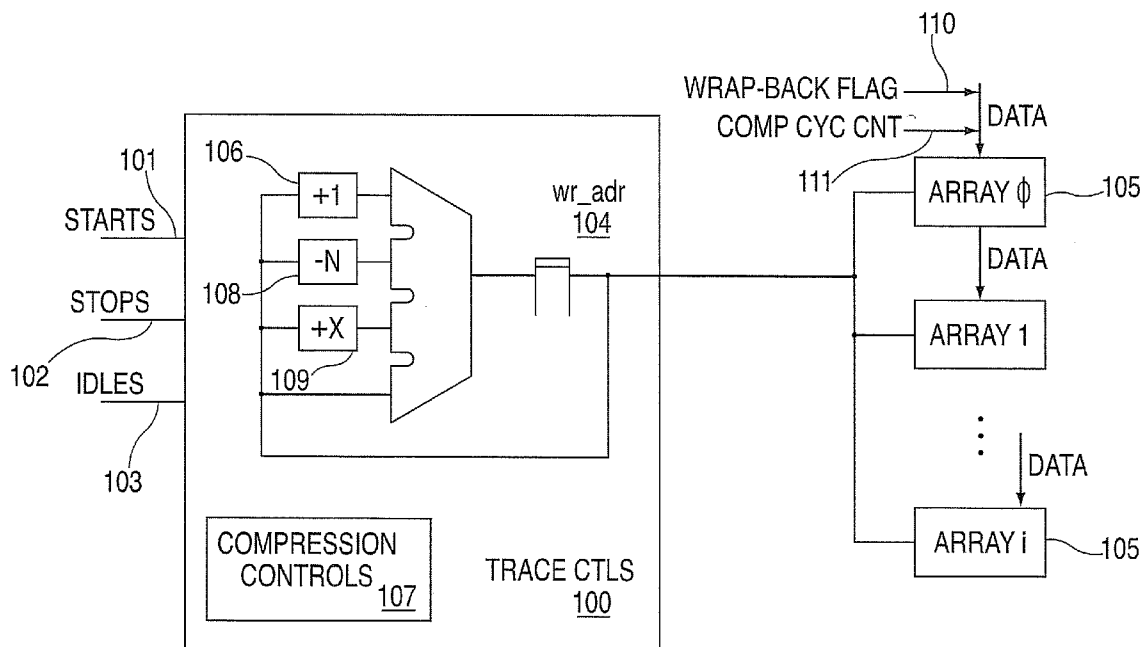 110
WRAP-BACK FLAG
DATA
COMP CYC CNT
111
106
101
+1
wr_adr
104
ARRAY ϕ
105
STARTS
-N
108
DATA
STOPS
+X
ARRAY 1
102
109
IDLES
103
DATA
COMPRESSION
CONTROLS 107
TRACE CTLS
100
ARRAY i
105